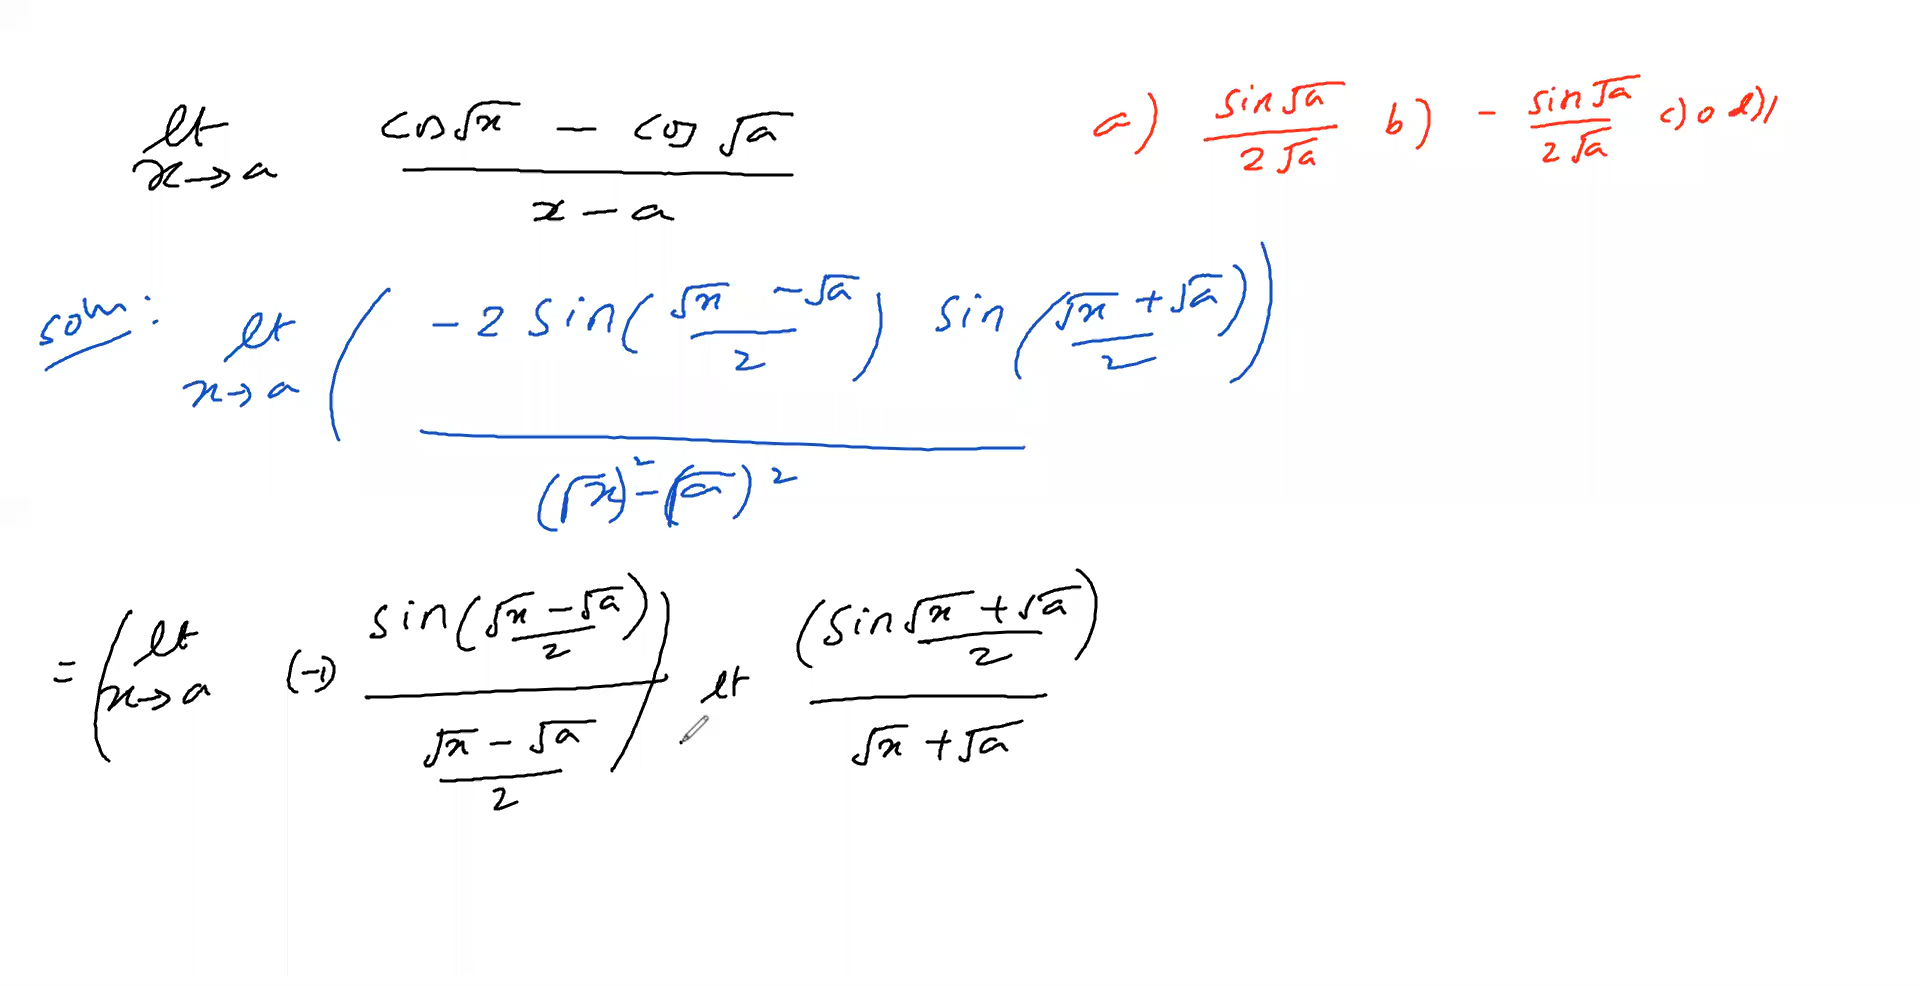 lt x→a (cos√x − cos√a)/(x − a) a) sin√a/(2√a) b) − sin√a/(2√a) c) 0 d) 1
soln: lt x→a ( −2 sin((√x − √a)/2) sin((√x + √a)/2) ) / ((√x)² − (√a)²)
= ( lt x→a (−1) sin((√x − √a)/2) / ((√x − √a)/2) ) lt (sin (√x + √a)/2) / (√x + √a)